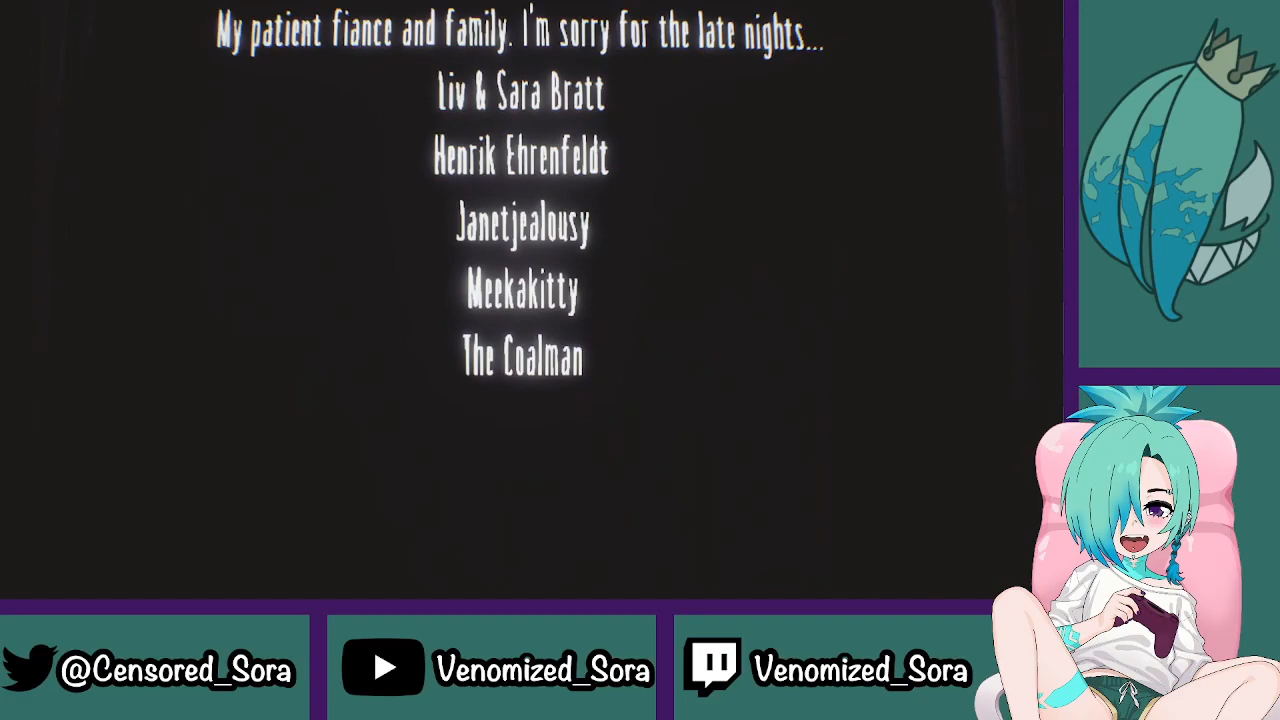 My patient fiance and family. I'm sorry for the late nights...
Liv & Sara Bratt
Henrik Ehrenfeldt
Janetjealousy
Meekakitty
The Coalman
@Censored_Sora
Venomized_Sora
Venomized_Sora